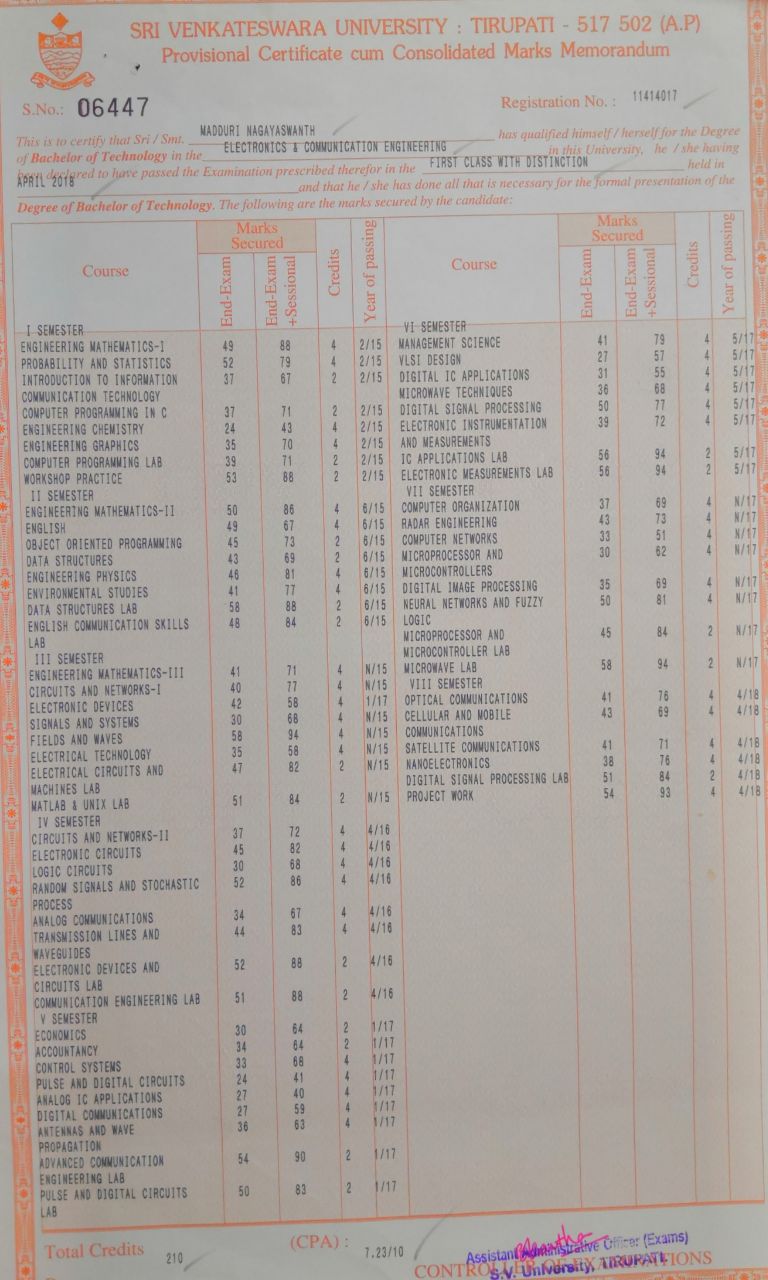 SRI VENKATESWARA UNIVERSITY : TIRUPATI - 517 502 (A.P)
Provisional Certificate cum Consolidated Marks Memorandum
S.No.: 06447
Registration No. : 11414017
This is to certify that Sri / Smt. MADDURI NAGAYASWANTH has qualified himself / herself for the Degree
of Bachelor of Technology in the ELECTRONICS & COMMUNICATION ENGINEERING in this University, he / she having
been declared to have passed the Examination prescribed therefor in the FIRST CLASS WITH DISTINCTION held in
APRIL 2018 and that he / she has done all that is necessary for the formal presentation of the
Degree of Bachelor of Technology. The following are the marks secured by the candidate:
Course
Marks Secured
End-Exam
End-Exam +Sessional
Credits
Year of passing
I SEMESTER
ENGINEERING MATHEMATICS-I 49 88 4 2/15
PROBABILITY AND STATISTICS 52 79 4 2/15
INTRODUCTION TO INFORMATION 37 67 2 2/15
COMMUNICATION TECHNOLOGY
COMPUTER PROGRAMMING IN C 37 71 2 2/15
ENGINEERING CHEMISTRY 24 43 4 2/15
ENGINEERING GRAPHICS 35 70 4 2/15
COMPUTER PROGRAMMING LAB 39 71 2 2/15
WORKSHOP PRACTICE 53 88 2 2/15
II SEMESTER
ENGINEERING MATHEMATICS-II 50 86 4 6/15
ENGLISH 49 67 4 6/15
OBJECT ORIENTED PROGRAMMING 45 73 2 6/15
DATA STRUCTURES 43 69 2 6/15
ENGINEERING PHYSICS 46 81 4 6/15
ENVIRONMENTAL STUDIES 41 77 4 6/15
DATA STRUCTURES LAB 58 88 2 6/15
ENGLISH COMMUNICATION SKILLS 48 84 2 6/15
LAB
III SEMESTER
ENGINEERING MATHEMATICS-III 41 71 4 N/15
CIRCUITS AND NETWORKS-I 40 77 4 N/15
ELECTRONIC DEVICES 42 58 4 1/17
SIGNALS AND SYSTEMS 30 68 4 N/15
FIELDS AND WAVES 58 94 4 N/15
ELECTRICAL TECHNOLOGY 35 58 4 N/15
ELECTRICAL CIRCUITS AND 47 82 2 N/15
MACHINES LAB
MATLAB & UNIX LAB 51 84 2 N/15
IV SEMESTER
CIRCUITS AND NETWORKS-II 37 72 4 4/16
ELECTRONIC CIRCUITS 45 82 4 4/16
LOGIC CIRCUITS 30 68 4 4/16
RANDOM SIGNALS AND STOCHASTIC 52 86 4 4/16
PROCESS
ANALOG COMMUNICATIONS 34 67 4 4/16
TRANSMISSION LINES AND 44 83 4 4/16
WAVEGUIDES
ELECTRONIC DEVICES AND 52 88 2 4/16
CIRCUITS LAB
COMMUNICATION ENGINEERING LAB 51 88 2 4/16
V SEMESTER
ECONOMICS 30 64 2 1/17
ACCOUNTANCY 34 64 2 1/17
CONTROL SYSTEMS 33 68 4 1/17
PULSE AND DIGITAL CIRCUITS 24 41 4 1/17
ANALOG IC APPLICATIONS 27 40 4 1/17
DIGITAL COMMUNICATIONS 27 59 4 1/17
ANTENNAS AND WAVE 36 63 4 1/17
PROPAGATION
ADVANCED COMMUNICATION 54 90 2 1/17
ENGINEERING LAB
PULSE AND DIGITAL CIRCUITS 50 83 2 1/17
LAB
Course
Marks Secured
End-Exam
End-Exam +Sessional
Credits
Year of passing
VI SEMESTER
MANAGEMENT SCIENCE 41 79 4 5/17
VLSI DESIGN 27 57 4 5/17
DIGITAL IC APPLICATIONS 31 55 4 5/17
MICROWAVE TECHNIQUES 36 68 4 5/17
DIGITAL SIGNAL PROCESSING 50 77 4 5/17
ELECTRONIC INSTRUMENTATION 39 72 4 5/17
AND MEASUREMENTS
IC APPLICATIONS LAB 56 94 2 5/17
ELECTRONIC MEASUREMENTS LAB 56 94 2 5/17
VII SEMESTER
COMPUTER ORGANIZATION 37 69 4 N/17
RADAR ENGINEERING 43 73 4 N/17
COMPUTER NETWORKS 33 51 4 N/17
MICROPROCESSOR AND 30 62 4 N/17
MICROCONTROLLERS
DIGITAL IMAGE PROCESSING 35 69 4 N/17
NEURAL NETWORKS AND FUZZY 50 81 4 N/17
LOGIC
MICROPROCESSOR AND 45 84 2 N/17
MICROCONTROLLER LAB
MICROWAVE LAB 58 94 2 N/17
VIII SEMESTER
OPTICAL COMMUNICATIONS 41 76 4 4/18
CELLULAR AND MOBILE 43 69 4 4/18
COMMUNICATIONS
SATELLITE COMMUNICATIONS 41 71 4 4/18
NANOELECTRONICS 38 76 4 4/18
DIGITAL SIGNAL PROCESSING LAB 51 84 2 4/18
PROJECT WORK 54 93 4 4/18
Total Credits 210
(CPA) : 7.23/10
Assistant Administrative Officer (Exams)
S.V. University, TIRUPATI.
CONTROLLER OF EXAMINATIONS